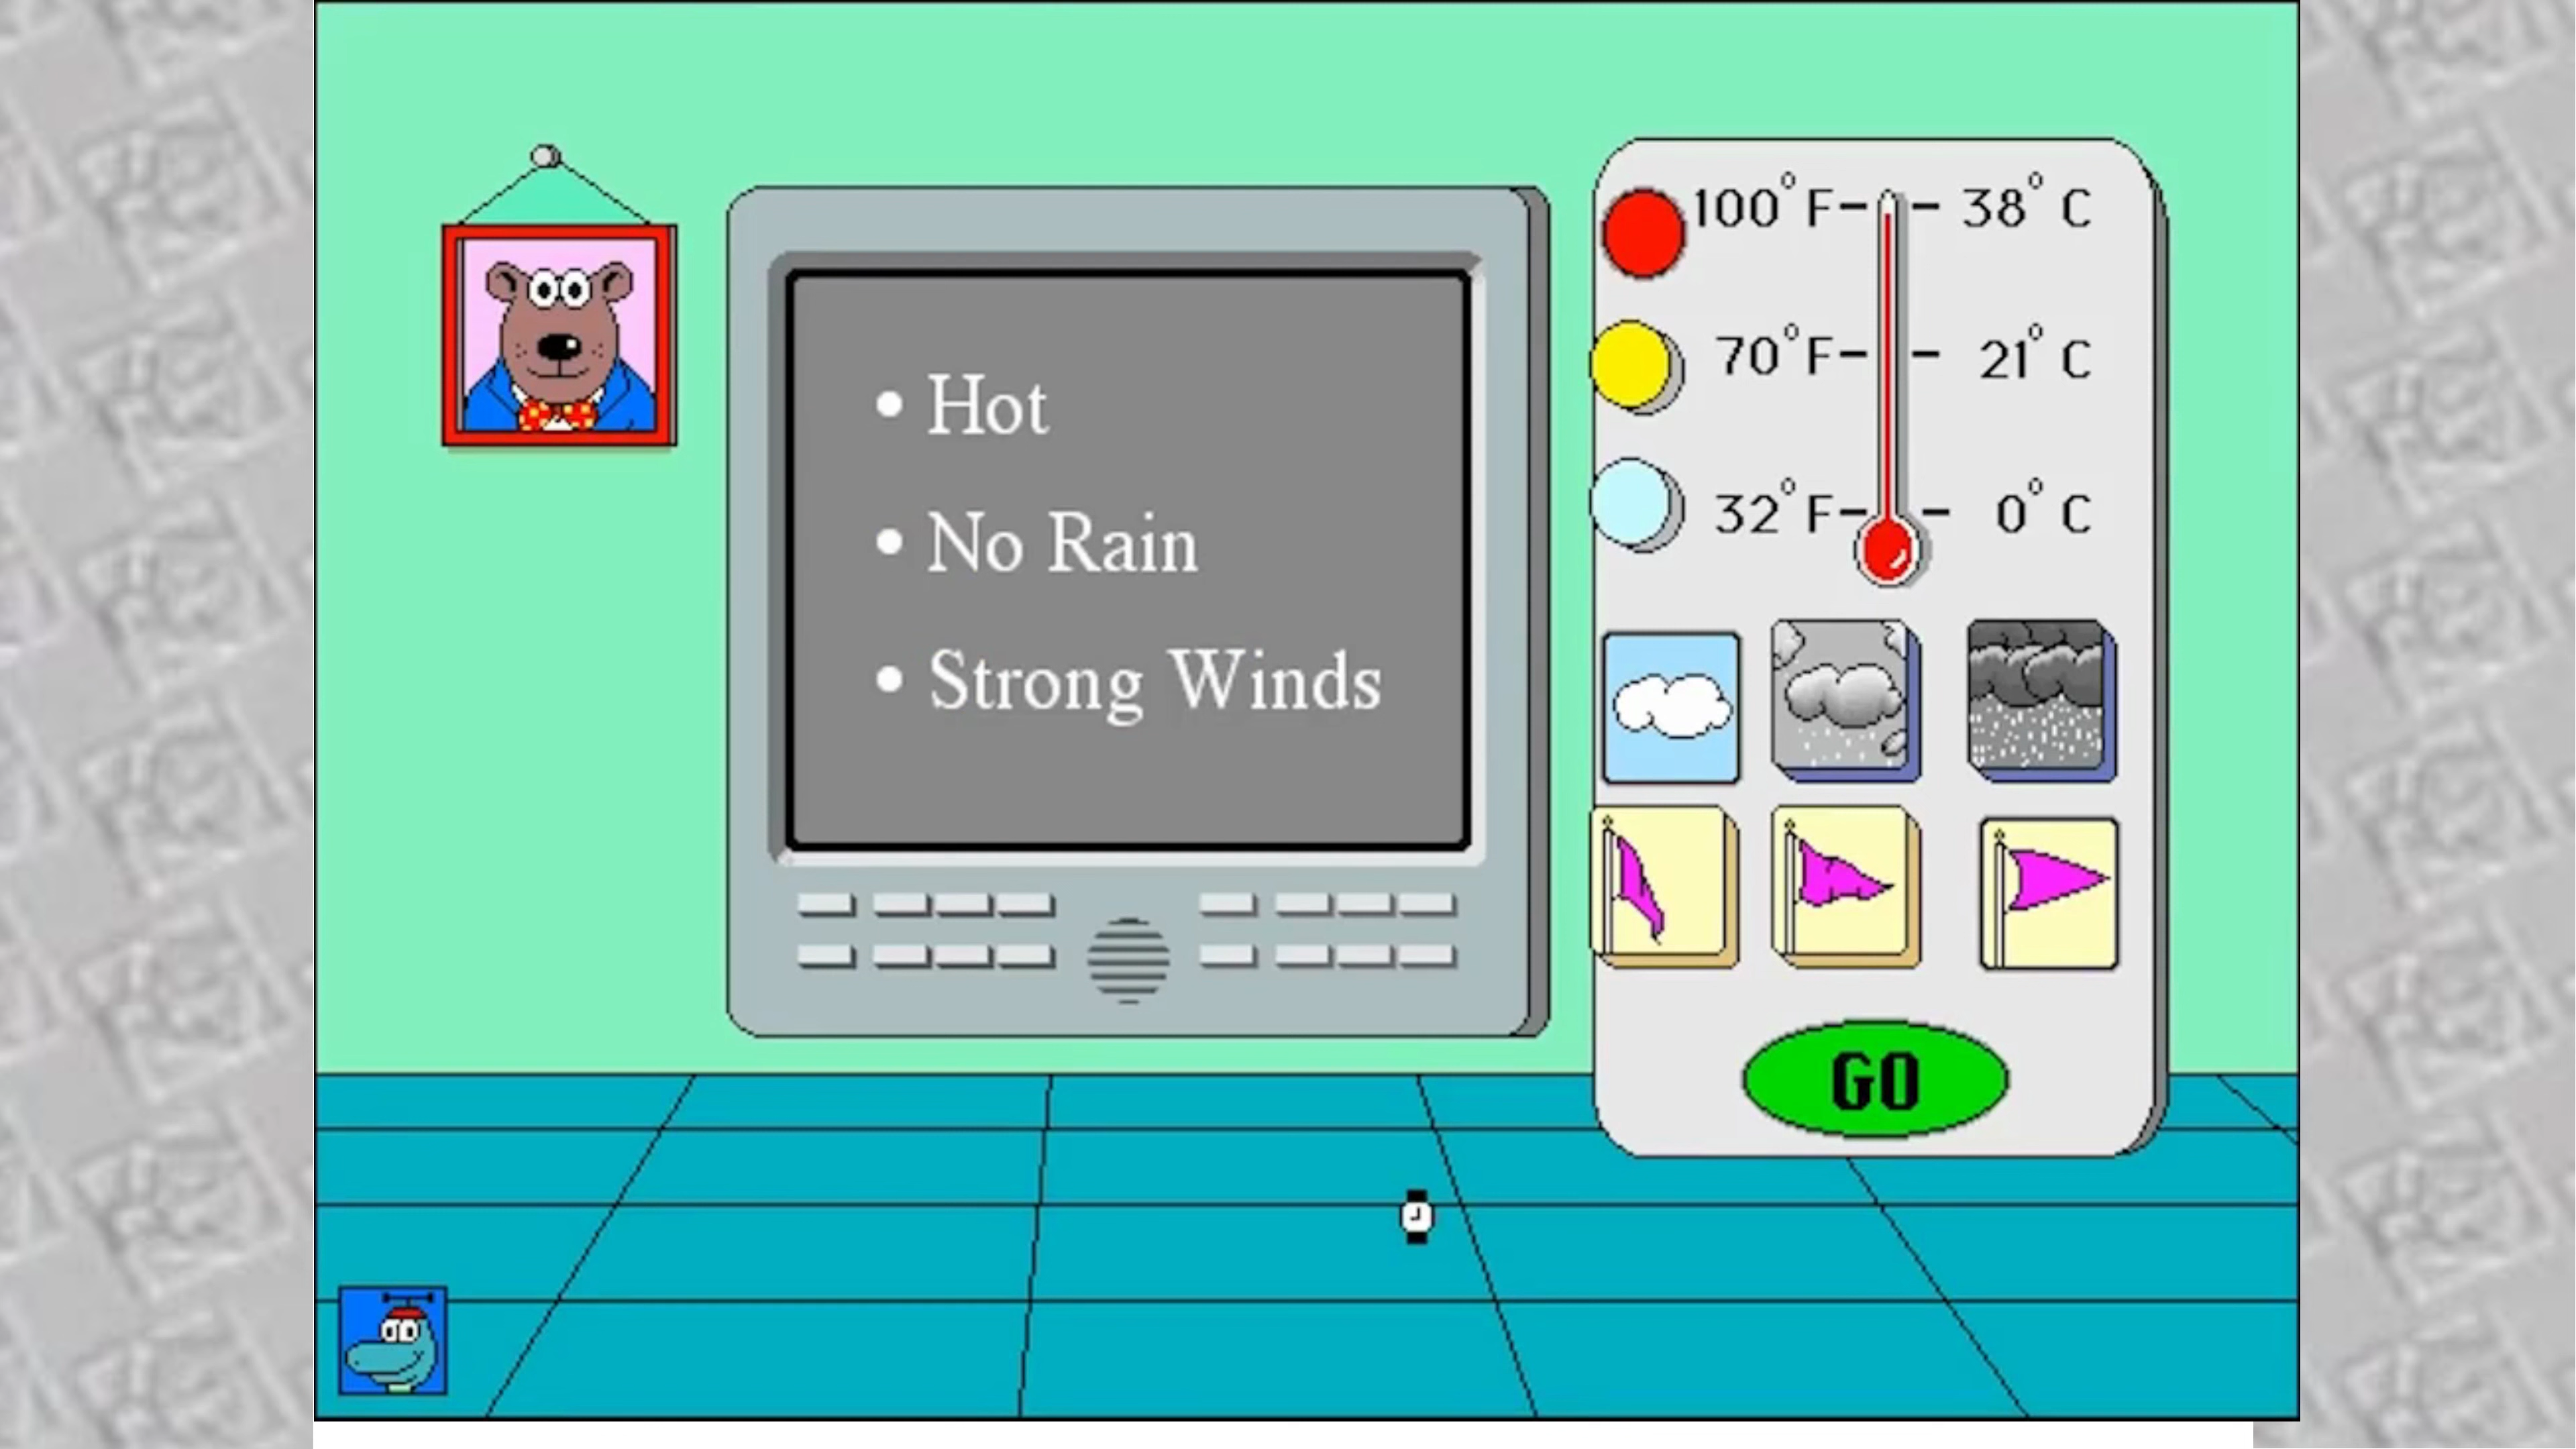 • Hot
• No Rain
• Strong Winds
100° F 38° C
70° F 21° C
32° F 0° C
GO